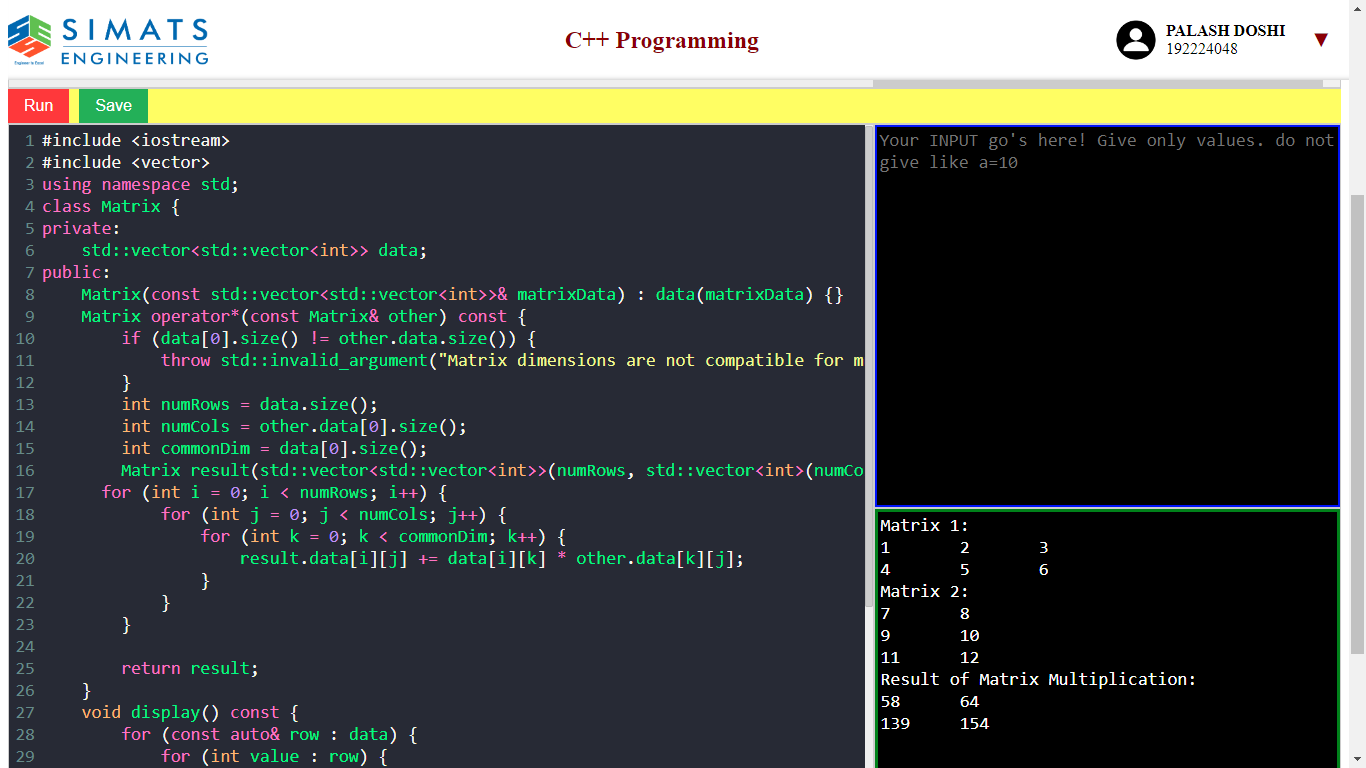 SIMATS
ENGINEERING
Engineer to Excel
C++ Programming
PALASH DOSHI
192224048
▼
Run
Save
1 #include <iostream>
2 #include <vector>
3 using namespace std;
4 class Matrix {
5 private:
6     std::vector<std::vector<int>> data;
7 public:
8     Matrix(const std::vector<std::vector<int>>& matrixData) : data(matrixData) {}
9     Matrix operator*(const Matrix& other) const {
10         if (data[0].size() != other.data.size()) {
11             throw std::invalid_argument("Matrix dimensions are not compatible for m
12         }
13         int numRows = data.size();
14         int numCols = other.data[0].size();
15         int commonDim = data[0].size();
16         Matrix result(std::vector<std::vector<int>>(numRows, std::vector<int>(numCo
17       for (int i = 0; i < numRows; i++) {
18             for (int j = 0; j < numCols; j++) {
19                 for (int k = 0; k < commonDim; k++) {
20                     result.data[i][j] += data[i][k] * other.data[k][j];
21                 }
22             }
23         }
24
25         return result;
26     }
27     void display() const {
28         for (const auto& row : data) {
29             for (int value : row) {
Your INPUT go's here! Give only values. do not
give like a=10
Matrix 1:
1       2       3
4       5       6
Matrix 2:
7       8
9       10
11      12
Result of Matrix Multiplication:
58      64
139     154